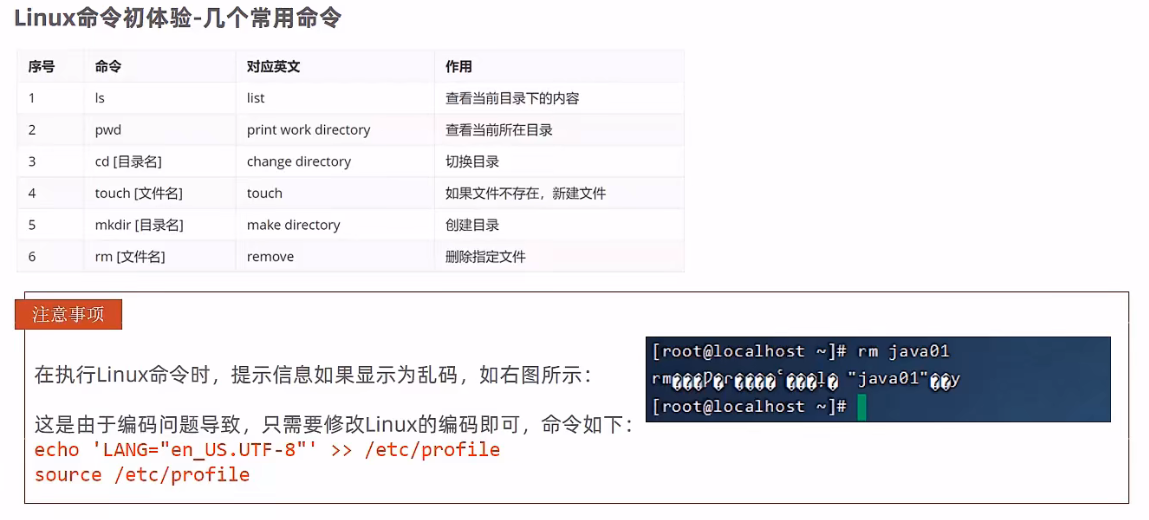 Linux命令初体验-几个常用命令
序号 命令 对应英文 作用
1 ls list 查看当前目录下的内容
2 pwd print work directory 查看当前所在目录
3 cd [目录名] change directory 切换目录
4 touch [文件名] touch 如果文件不存在，新建文件
5 mkdir [目录名] make directory 创建目录
6 rm [文件名] remove 删除指定文件
注意事项
在执行Linux命令时，提示信息如果显示为乱码，如右图所示：
这是由于编码问题导致，只需要修改Linux的编码即可，命令如下：
echo 'LANG="en_US.UTF-8"' >> /etc/profile
source /etc/profile
[root@localhost ~]# rm java01
rm "java01" y
[root@localhost ~]#